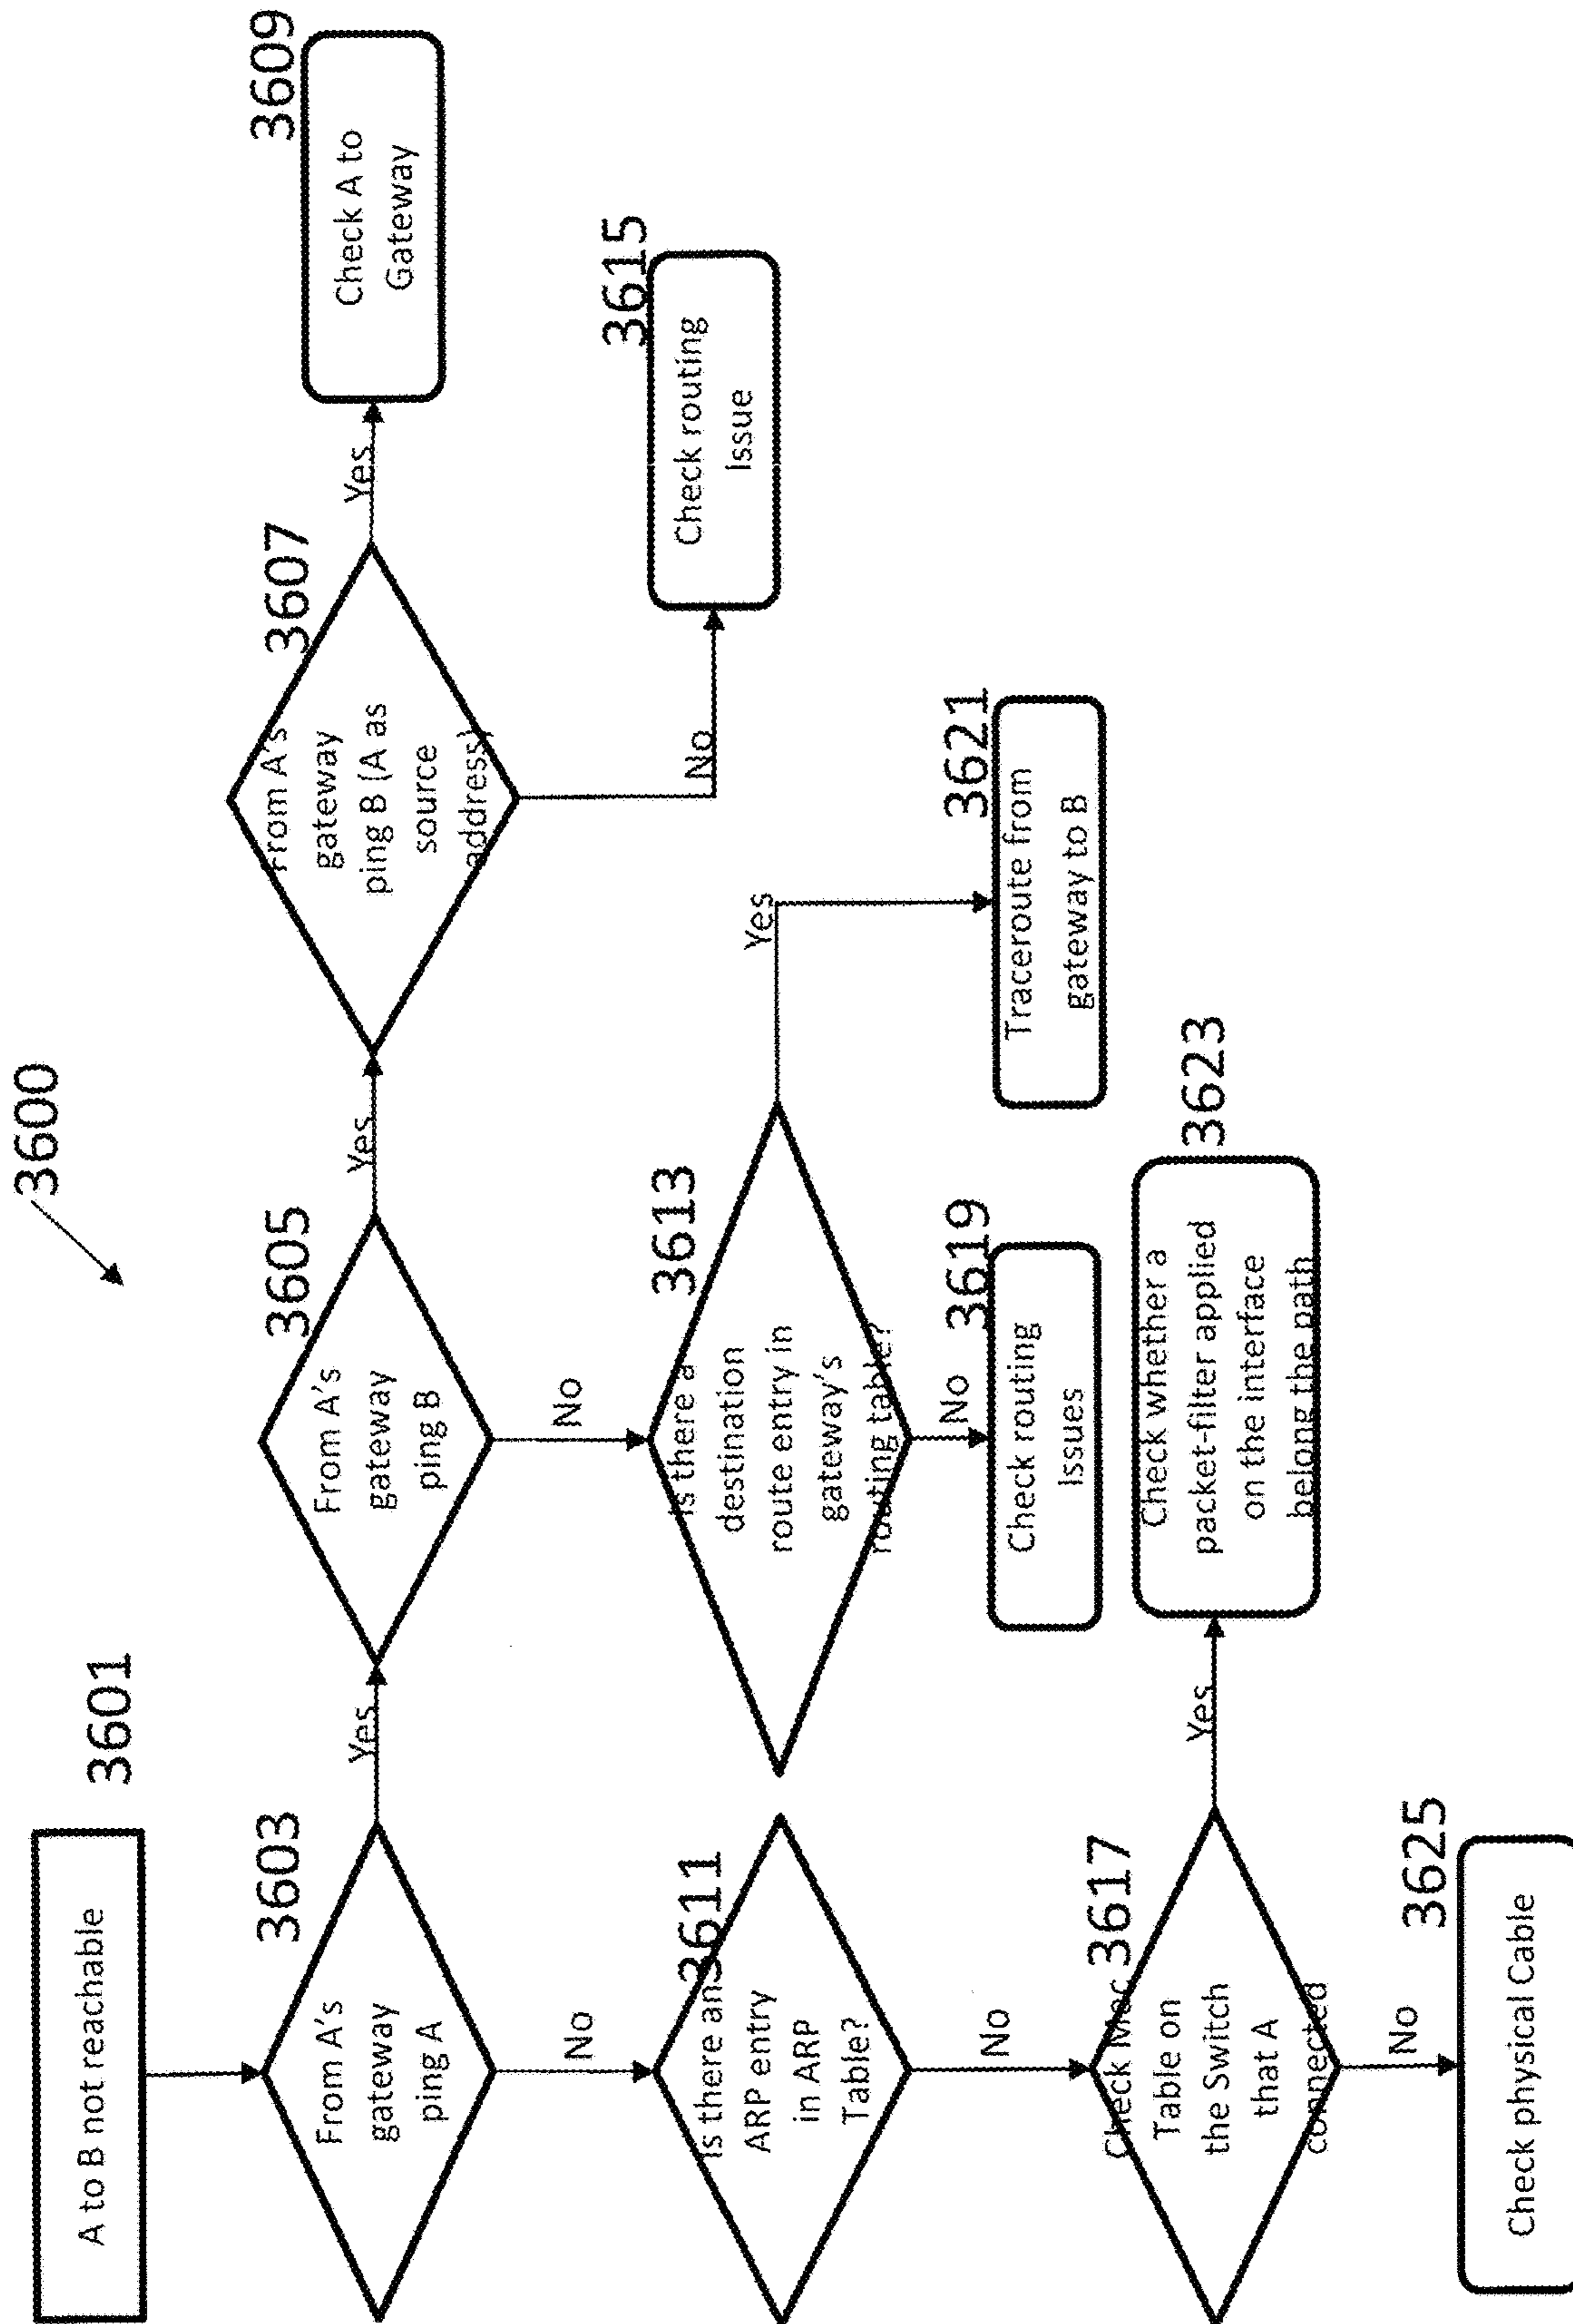 3600
A to B not reachable
3601
3603
From A's
gateway
ping A
Yes
3605
From A's
gateway
ping B
Yes
3607
From A's
gateway
ping B (A as
source
address)
Yes
3609
Check A to
Gateway
No
3611
Is there an
ARP entry
in ARP
Table?
No
3613
Is there a
destination
route entry in
gateway's
routing table?
Yes
No
3615
Check routing
Issue
No
3617
Check Mac
Table on
the Switch
that A
connected
Yes
No
3619
Check routing
Issues
3621
Traceroute from
gateway to B
3623
Check whether a
packet-filter applied
on the interface
belong the path
No
3625
Check physical Cable